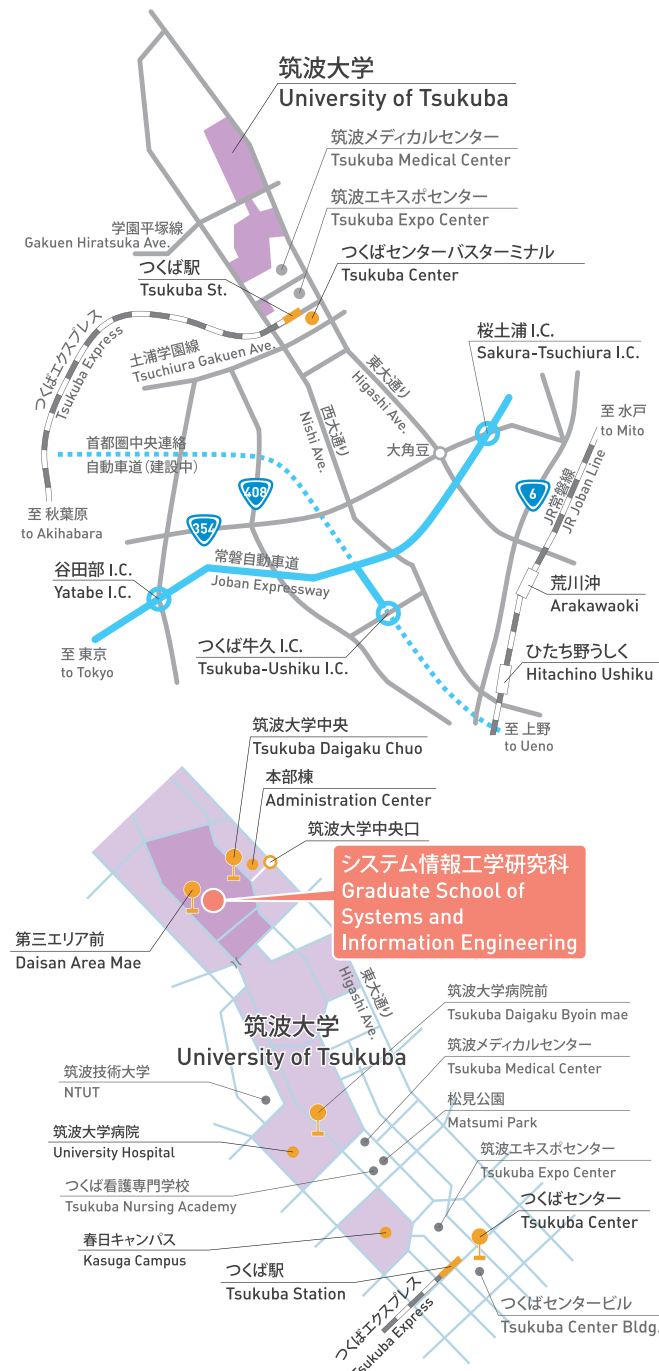 筑波大学
University of Tsukuba
筑波メディカルセンター
Tsukuba Medical Center
筑波エキスポセンター
Tsukuba Expo Center
学園平塚線
Gakuen Hiratsuka Ave.
つくばセンターバスターミナル
Tsukuba Center
つくば駅
Tsukuba St.
つくばエクスプレス
Tsukuba Express
土浦学園線
Tsuchiura Gakuen Ave.
東大通り
Higashi Ave.
西大通り
Nishi Ave.
桜土浦 I.C.
Sakura-Tsuchiura I.C.
至 水戸
to Mito
首都圏中央連絡
自動車道(建設中)
大角豆
408
6
354
JR常磐線
JR Joban Line
至 秋葉原
to Akihabara
常磐自動車道
Joban Expressway
谷田部 I.C.
Yatabe I.C.
荒川沖
Arakawaoki
つくば牛久 I.C.
Tsukuba-Ushiku I.C.
至 東京
to Tokyo
ひたち野うしく
Hitachino Ushiku
至 上野
to Ueno
筑波大学中央
Tsukuba Daigaku Chuo
本部棟
Administration Center
筑波大学中央口
システム情報工学研究科
Graduate School of
Systems and
Information Engineering
第三エリア前
Daisan Area Mae
東大通り
Higashi Ave.
筑波大学
University of Tsukuba
筑波大学病院前
Tsukuba Daigaku Byoin mae
筑波メディカルセンター
Tsukuba Medical Center
筑波技術大学
NTUT
松見公園
Matsumi Park
筑波大学病院
University Hospital
筑波エキスポセンター
Tsukuba Expo Center
つくば看護専門学校
Tsukuba Nursing Academy
つくばセンター
Tsukuba Center
春日キャンパス
Kasuga Campus
つくば駅
Tsukuba Station
つくばエクスプレス
Tsukuba Express
つくばセンタービル
Tsukuba Center Bldg.